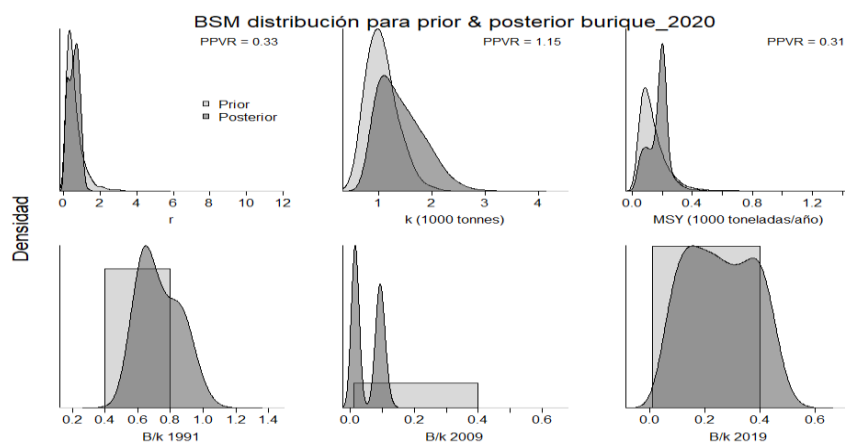 BSM distribución para prior & posterior burique_2020
PPVR = 0.33
PPVR = 1.15
PPVR = 0.31
Prior
Posterior
0 2 4 6 8 10 12
r
1 2 3 4
k (1000 tonnes)
0.0 0.4 0.8 1.2
MSY (1000 toneladas/año)
Densidad
0.2 0.4 0.6 0.8 1.0 1.2 1.4
B/k 1991
0.0 0.2 0.4 0.6
B/k 2009
0.0 0.2 0.4 0.6
B/k 2019